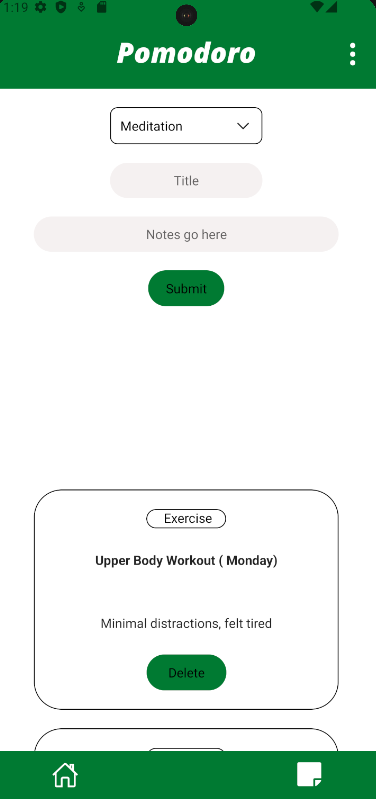 1:19
Pomodoro
Meditation
Title
Notes go here
Submit
Exercise
Upper Body Workout ( Monday)
Minimal distractions, felt tired
Delete